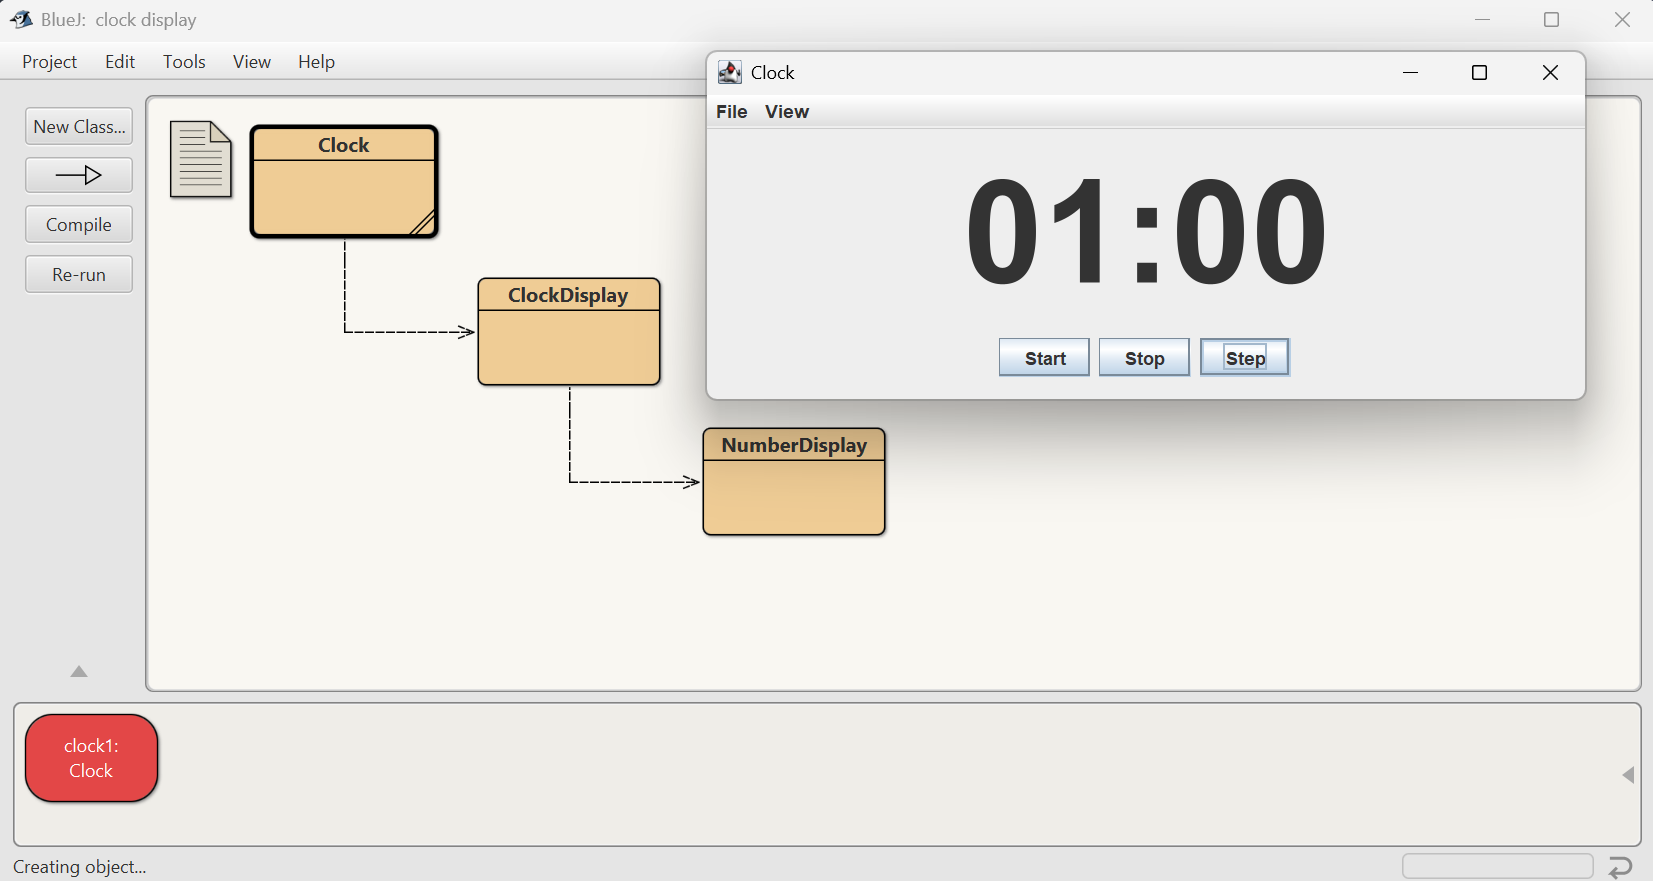 BlueJ: clock display
Project Edit Tools View Help
New Class...
Compile
Re-run
Clock
ClockDisplay
NumberDisplay
Clock
File View
01:00
Start Stop Step
clock1:
Clock
Creating object...